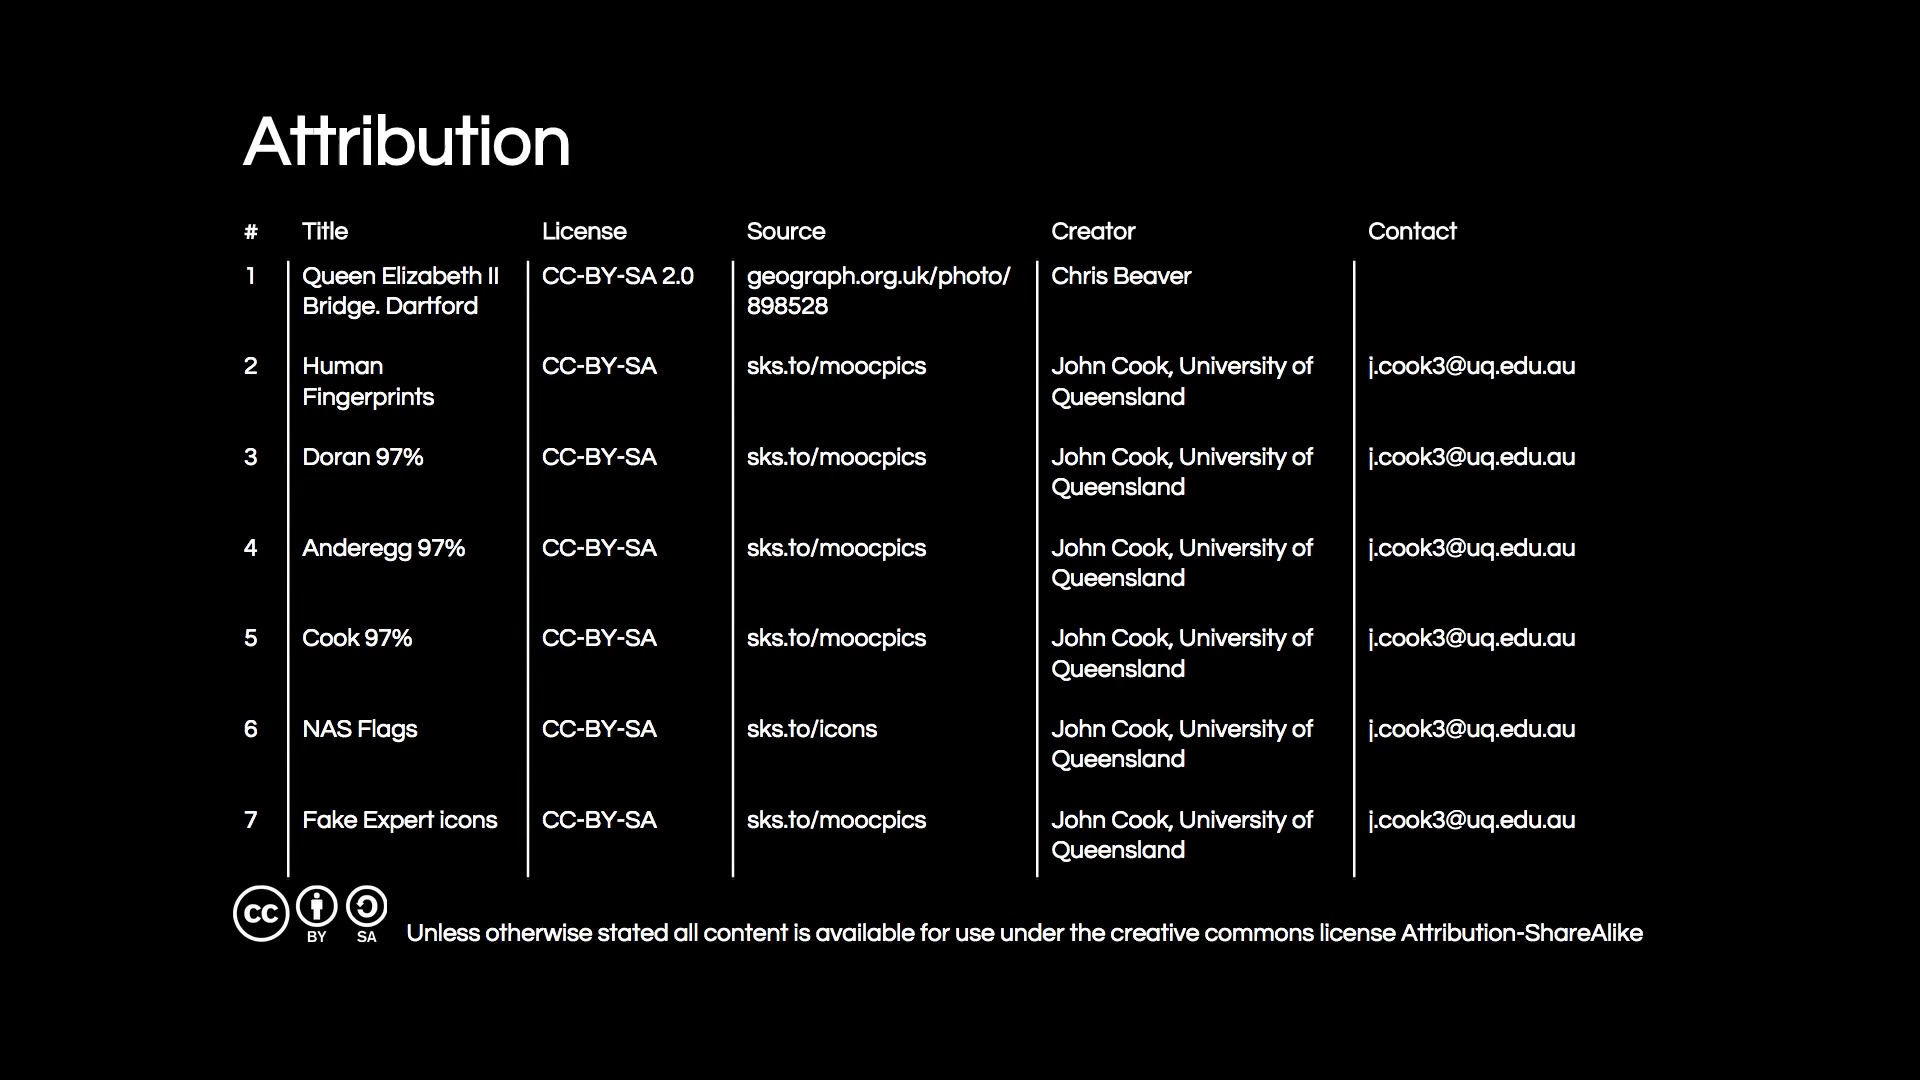 Attribution
# Title License Source Creator Contact
1 Queen Elizabeth II CC-BY-SA 2.0 geograph.org.uk/photo/ Chris Beaver
Bridge. Dartford 898528
2 Human CC-BY-SA sks.to/moocpics John Cook, University of j.cook3@uq.edu.au
Fingerprints Queensland
3 Doran 97% CC-BY-SA sks.to/moocpics John Cook, University of j.cook3@uq.edu.au
Queensland
4 Anderegg 97% CC-BY-SA sks.to/moocpics John Cook, University of j.cook3@uq.edu.au
Queensland
5 Cook 97% CC-BY-SA sks.to/moocpics John Cook, University of j.cook3@uq.edu.au
Queensland
6 NAS Flags CC-BY-SA sks.to/icons John Cook, University of j.cook3@uq.edu.au
Queensland
7 Fake Expert icons CC-BY-SA sks.to/moocpics John Cook, University of j.cook3@uq.edu.au
Queensland
cc BY SA Unless otherwise stated all content is available for use under the creative commons license Attribution-ShareAlike